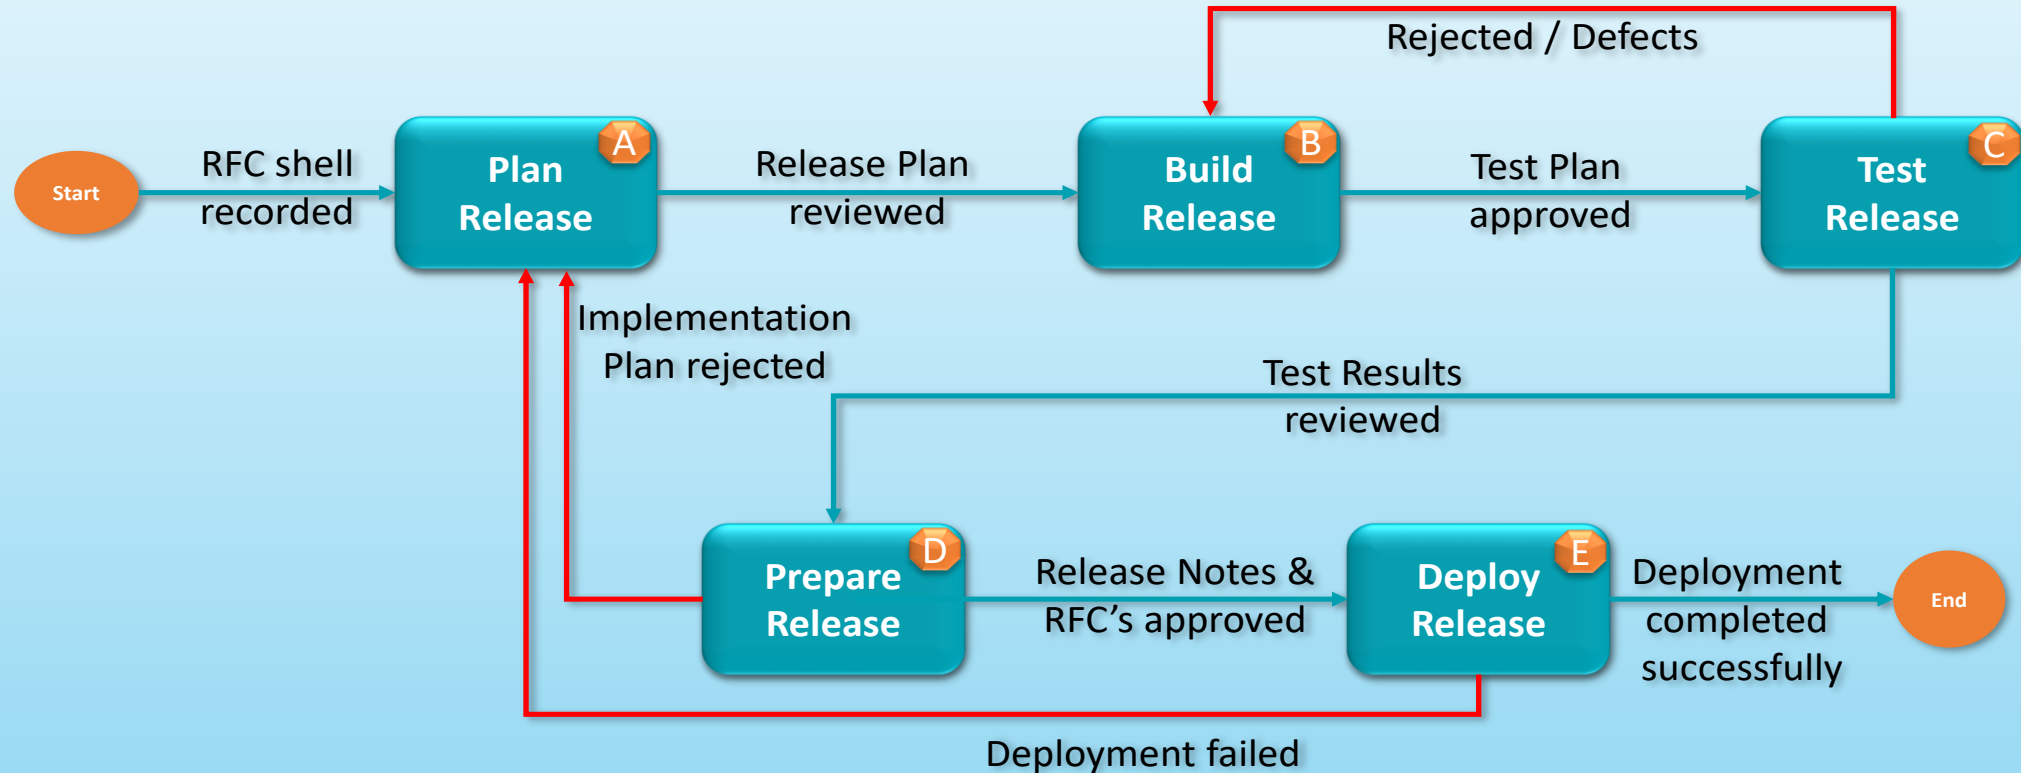 Rejected / Defects
Start
RFC shell
recorded
A
Plan
Release
Release Plan
reviewed
B
Build
Release
Test Plan
approved
C
Test
Release
Implementation
Plan rejected
Test Results
reviewed
D
Prepare
Release
Release Notes &
RFC’s approved
E
Deploy
Release
Deployment
completed
successfully
End
Deployment failed